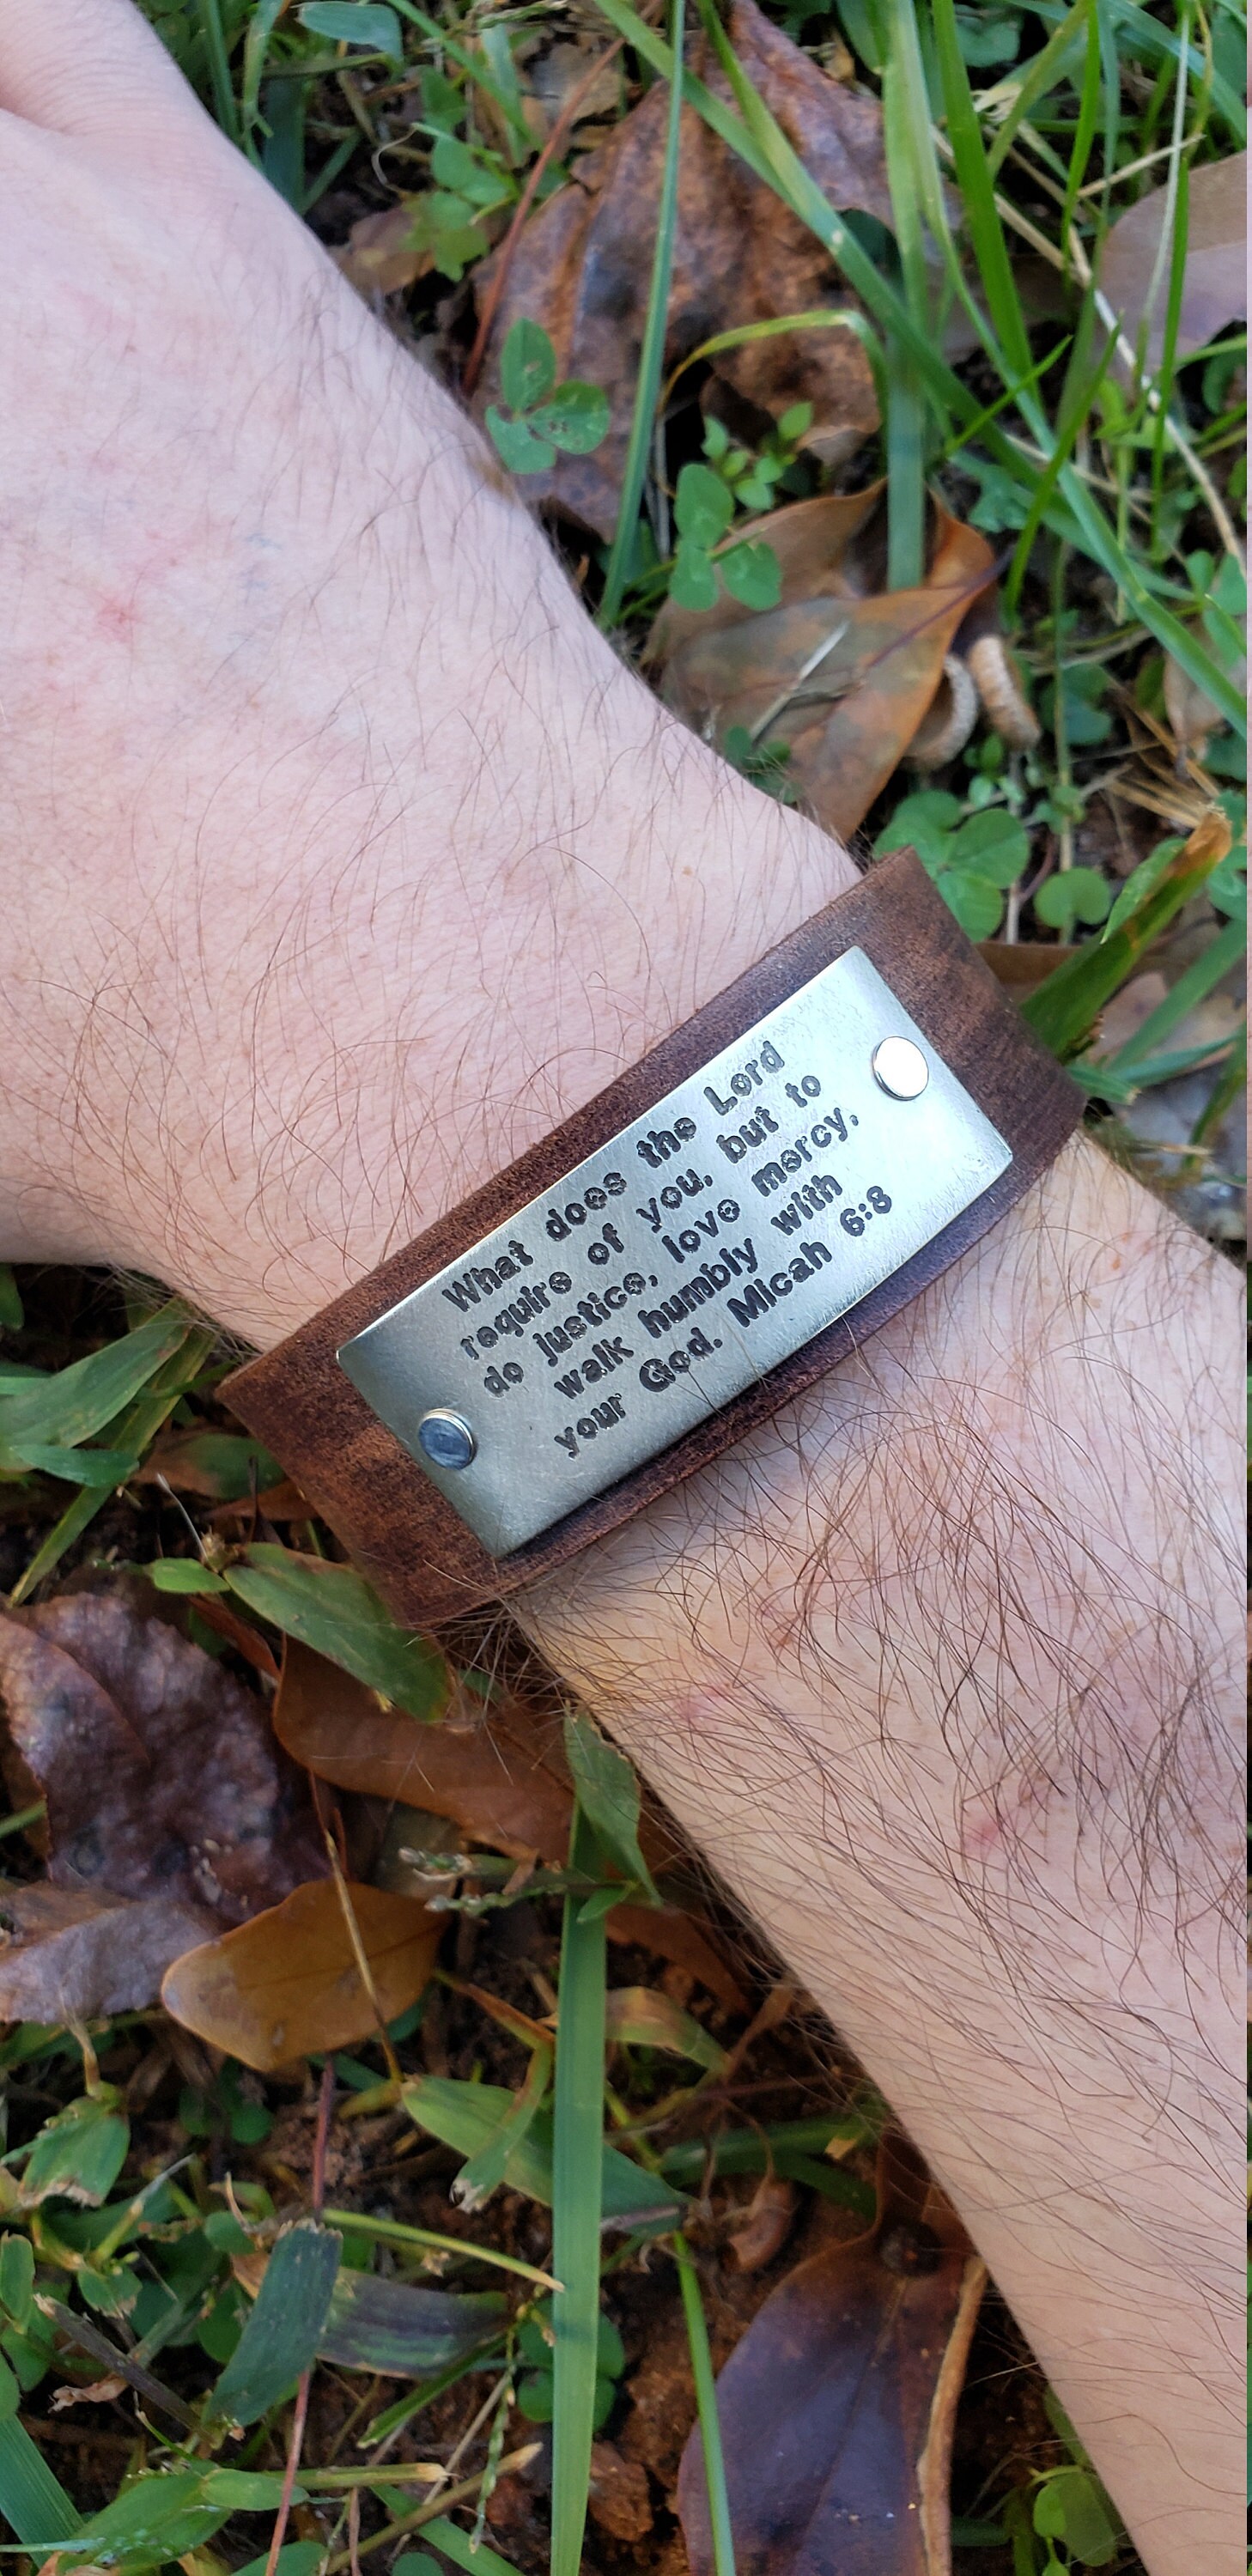 What does the Lord
require of you, but to
do justice, love mercy,
walk humbly with
your God. Micah 6:8